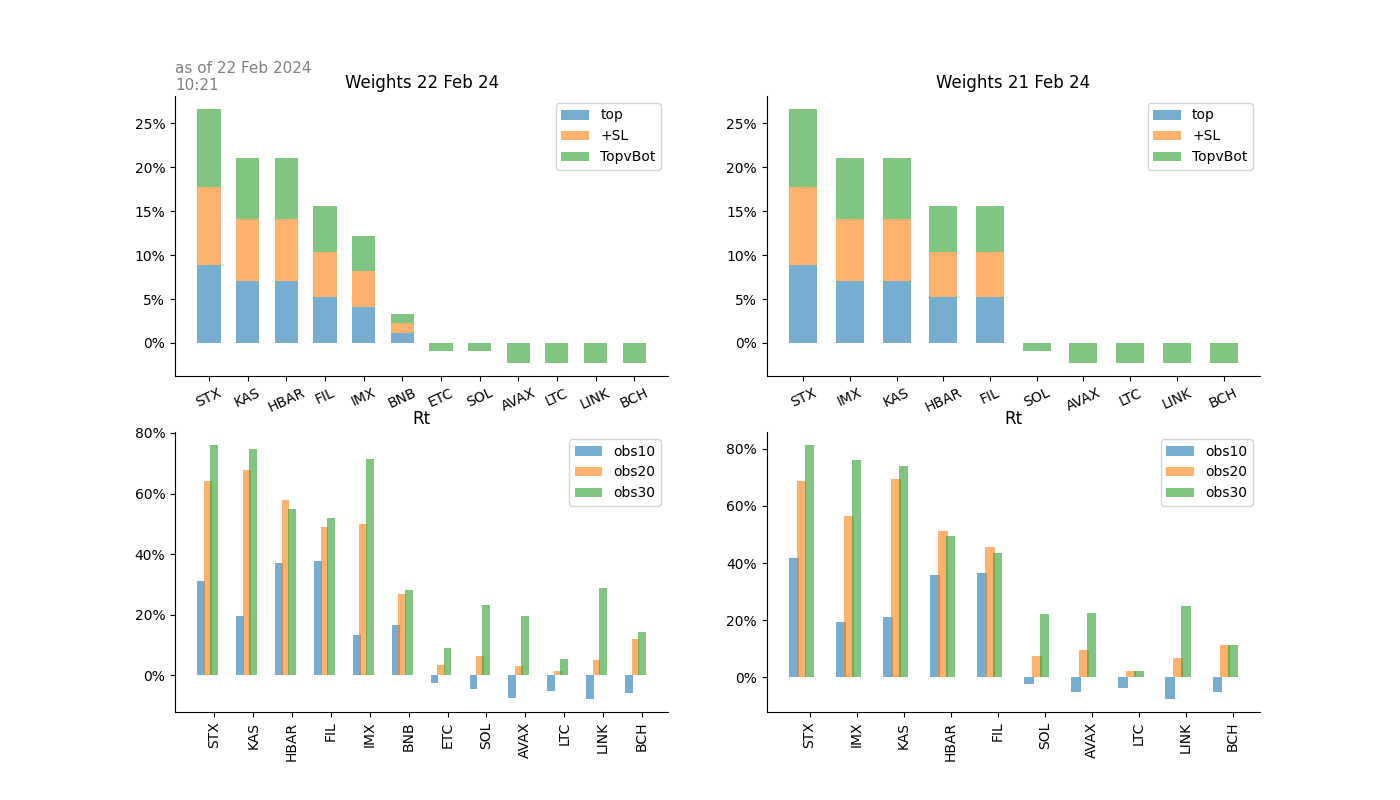 as of 22 Feb 2024
10:21
Weights 22 Feb 24
25%
20%
15%
10%
5%
0%
top
+SL
TopvBot
STX KAS HBAR FIL IMX BNB ETC SOL AVAX LTC LINK BCH
Weights 21 Feb 24
25%
20%
15%
10%
5%
0%
top
+SL
TopvBot
STX IMX KAS HBAR FIL SOL AVAX LTC LINK BCH
Rt
80%
60%
40%
20%
0%
obs10
obs20
obs30
STX KAS HBAR FIL IMX BNB ETC SOL AVAX LTC LINK BCH
Rt
80%
60%
40%
20%
0%
obs10
obs20
obs30
STX IMX KAS HBAR FIL SOL AVAX LTC LINK BCH